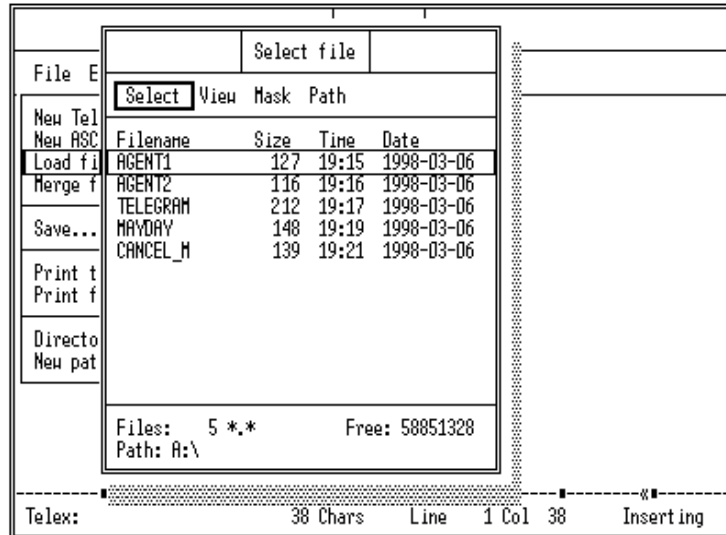 Select file
File E
Select View Mask Path
New Tel
New ASC
Filename Size Time Date
Load fi
AGENT1 127 19:15 1998-03-06
Merge f
AGENT2 116 19:16 1998-03-06
TELEGRAM 212 19:17 1998-03-06
Save...
MAYDAY 148 19:19 1998-03-06
CANCEL_M 139 19:21 1998-03-06
Print t
Print f
Directo
New pat
Files: 5 *.* Free: 58851328
Path: A:\
Telex: 38 Chars Line 1 Col 38 Inserting